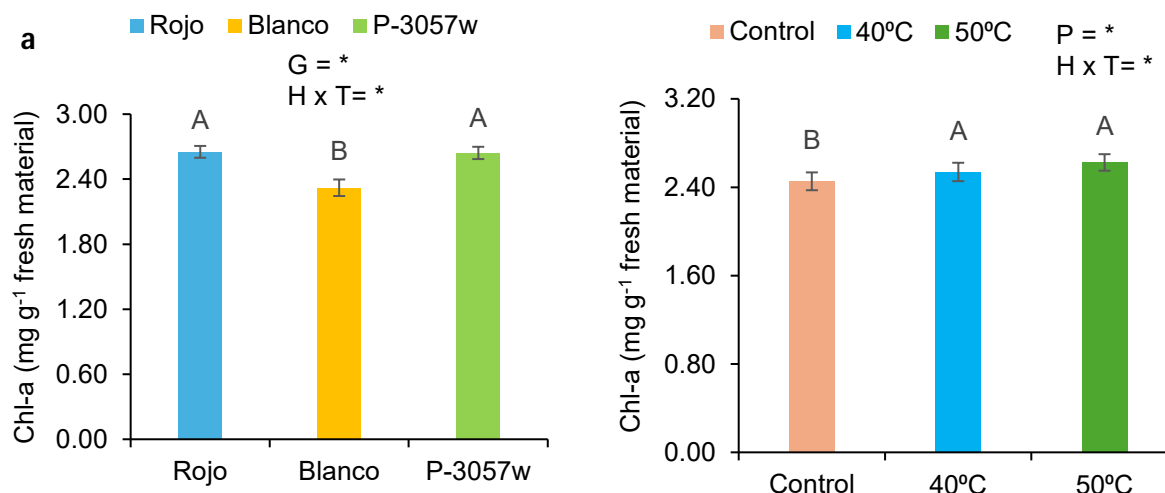 a
Rojo Blanco P-3057w
G = *
H x T= *
Chl-a (mg g⁻¹ fresh material)
3.00
2.40
1.80
1.20
0.60
0.00
A
B
A
Rojo Blanco P-3057w
Control 40ºC 50ºC
P = *
H x T= *
Chl-a (mg g⁻¹ fresh material)
3.20
2.40
1.60
0.80
0.00
B
A
A
Control 40ºC 50ºC